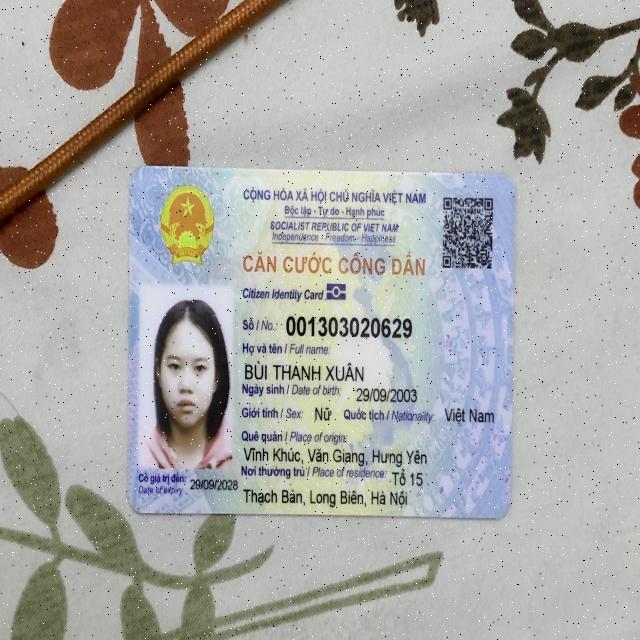 CỘNG HÒA XÃ HỘI CHỦ NGHĨA VIỆT NAM
Độc lập - Tự do - Hạnh phúc
SOCIALIST REPUBLIC OF VIET NAM
Independence - Freedom - Happiness
CĂN CƯỚC CÔNG DÂN
Citizen Identity Card
Số / No.: 001303020629
Họ và tên / Full name:
BÙI THANH XUÂN
Ngày sinh / Date of birth: 29/09/2003
Giới tính / Sex: Nữ Quốc tịch / Nationality: Việt Nam
Quê quán / Place of origin:
Vĩnh Khúc, Văn Giang, Hưng Yên
Nơi thường trú / Place of residence: Tổ 15
Thạch Bàn, Long Biên, Hà Nội
Có giá trị đến: 29/09/2028
Date of expiry